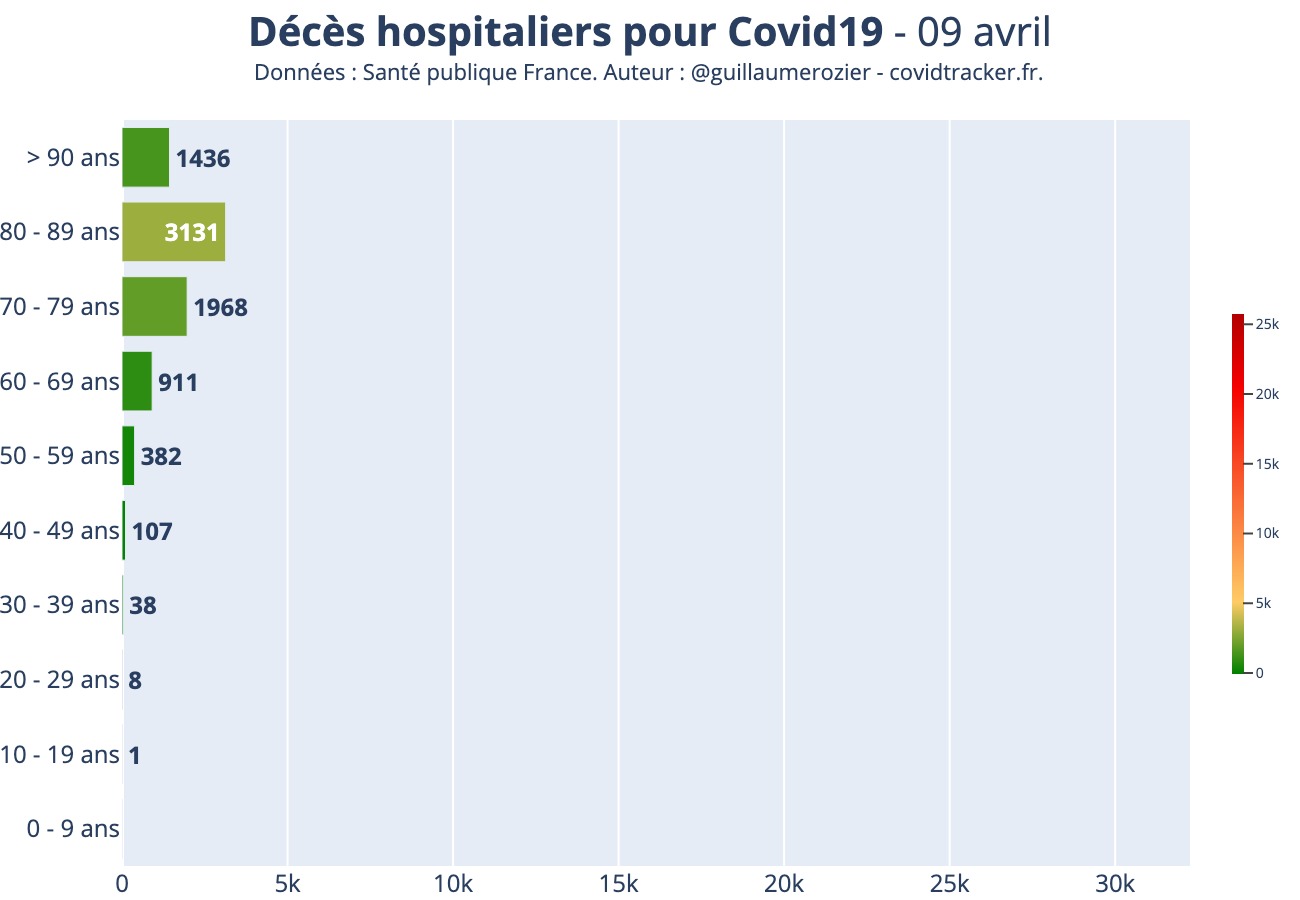 Décès hospitaliers pour Covid19 - 09 avril
Données : Santé publique France. Auteur : @guillaumerozier - covidtracker.fr.
> 90 ans 1436
80 - 89 ans 3131
70 - 79 ans 1968
60 - 69 ans 911
50 - 59 ans 382
40 - 49 ans 107
30 - 39 ans 38
20 - 29 ans 8
10 - 19 ans 1
0 - 9 ans
0 5k 10k 15k 20k 25k 30k
25k
20k
15k
10k
5k
0